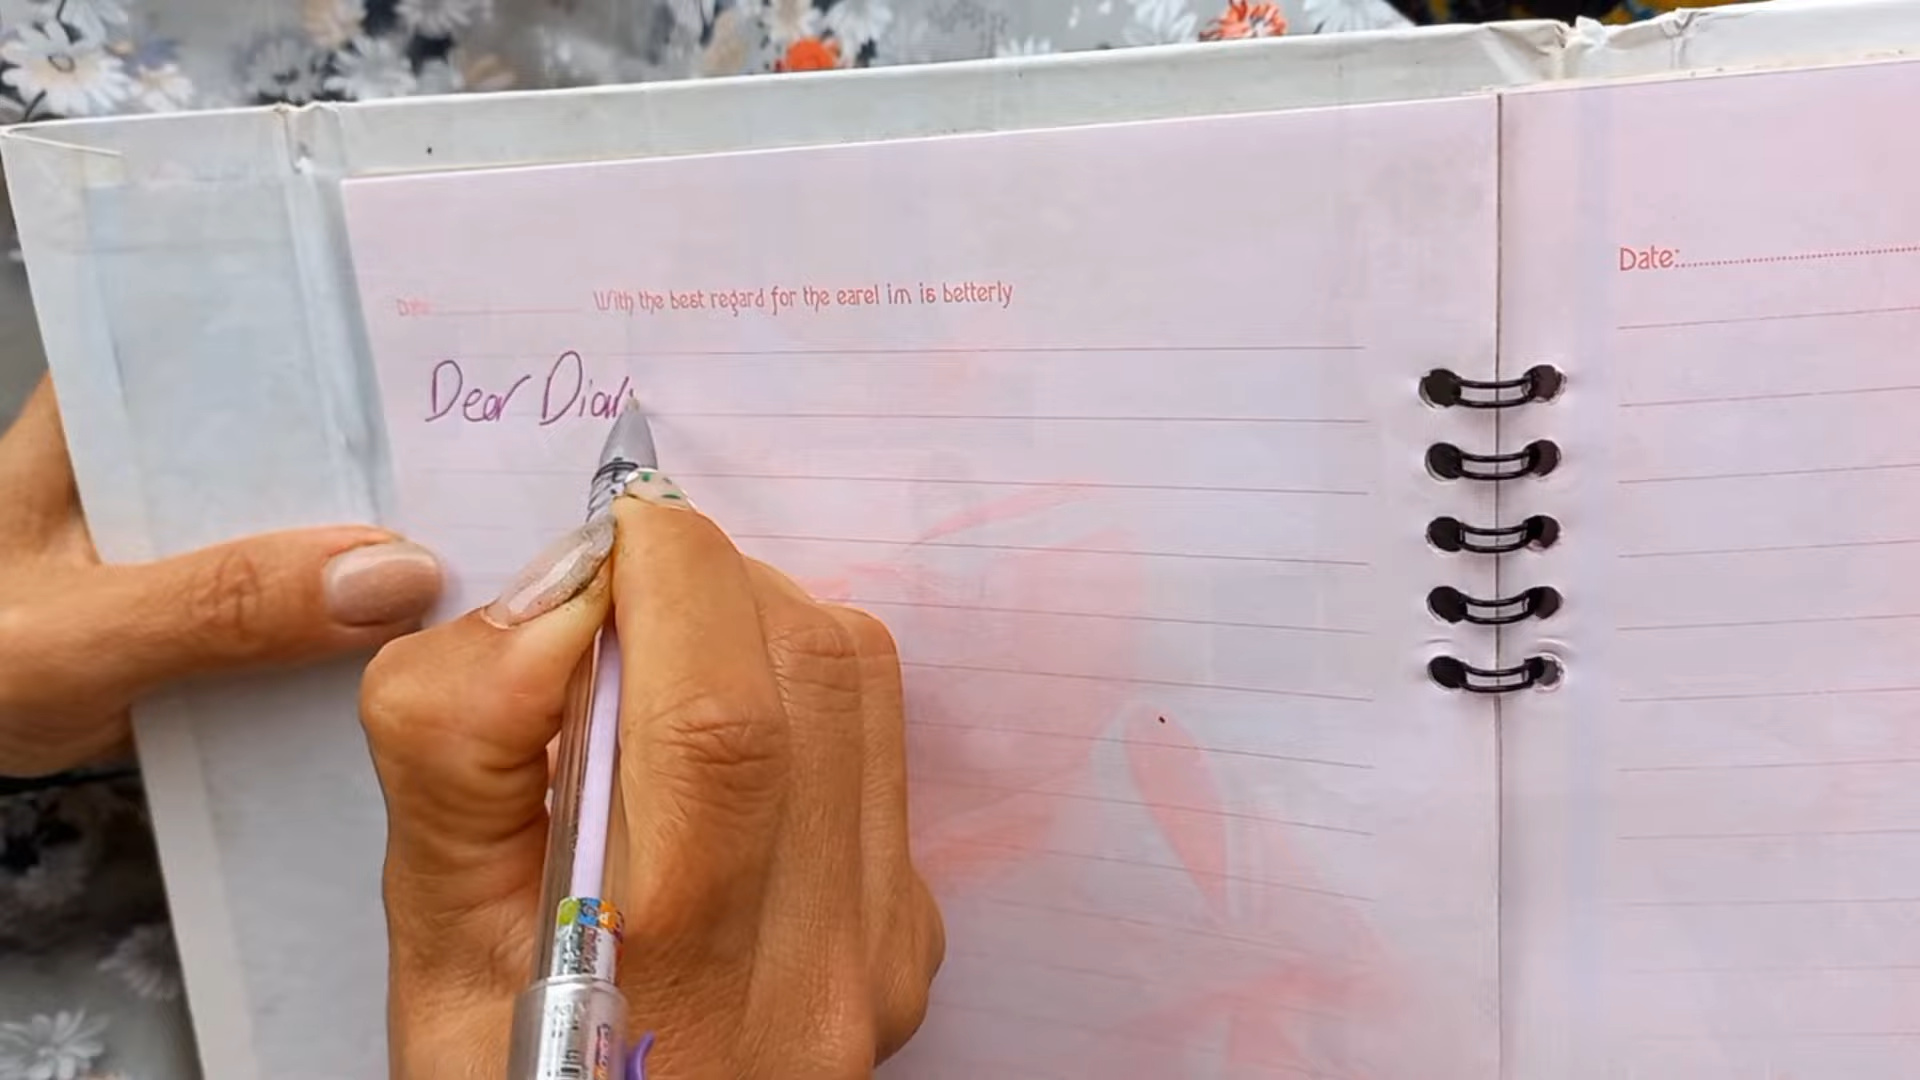 Date: With the best regard for the earel im is betterly
Dear Diar
Date: